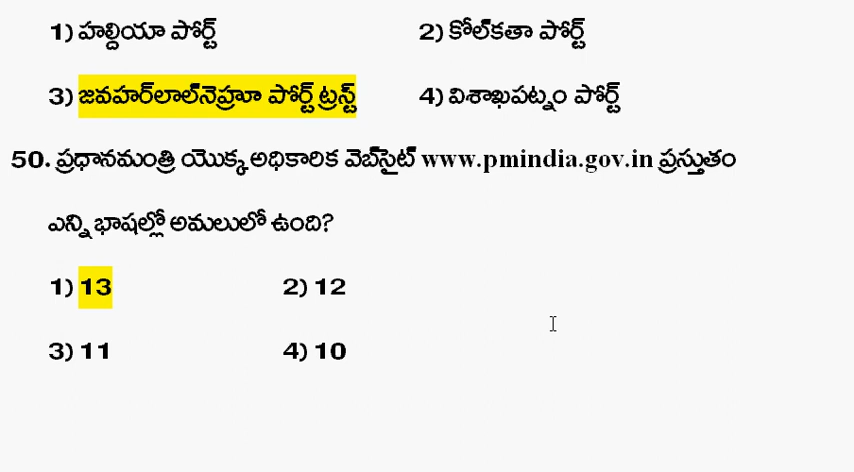 1) హల్దియా పోర్ట్ 2) కోల్‌కతా పోర్ట్
3) జవహర్‌లాల్‌నెహ్రూ పోర్ట్ ట్రస్ట్ 4) విశాఖపట్నం పోర్ట్
50. ప్రధానమంత్రి యొక్క అధికారిక వెబ్‌సైట్ www.pmindia.gov.in ప్రస్తుతం
ఎన్ని భాషల్లో అమలులో ఉంది?
1) 13 2) 12
3) 11 4) 10